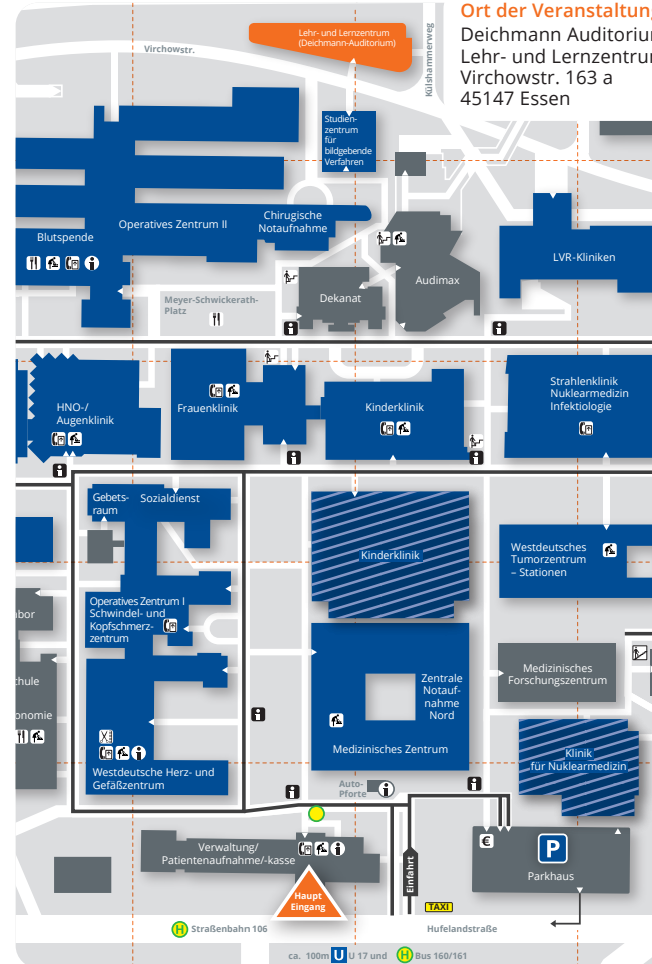 Ort der Veranstaltung
Deichmann Auditorium
Lehr- und Lernzentrum
Virchowstr. 163 a
45147 Essen
Lehr- und Lernzentrum
(Deichmann-Auditorium)
Virchowstr.
Külshammerweg
Studien-
zentrum
für
bildgebende
Verfahren
Chirugische
Notaufnahme
Operatives Zentrum II
Blutspende
Audimax
LVR-Kliniken
Dekanat
Meyer-Schwickerath-
Platz
HNO-/
Augenklinik
Frauenklinik
Kinderklinik
Strahlenklinik
Nuklearmedizin
Infektiologie
Gebets-
raum
Sozialdienst
Kinderklinik
Westdeutsches
Tumorzentrum
– Stationen
Operatives Zentrum I
Schwindel- und
Kopfschmerz-
zentrum
abor
chule
onomie
Zentrale
Notauf-
nahme
Nord
Medizinisches
Forschungszentrum
Medizinisches Zentrum
Klinik
für Nuklearmedizin
Westdeutsche Herz- und
Gefäßzentrum
Auto-
Pforte
Verwaltung/
Patientenaufnahme/-kasse
Einfahrt
€
P
Parkhaus
Haupt
Eingang
TAXI
H Straßenbahn 106
Hufelandstraße
ca. 100m U U 17 und H Bus 160/161